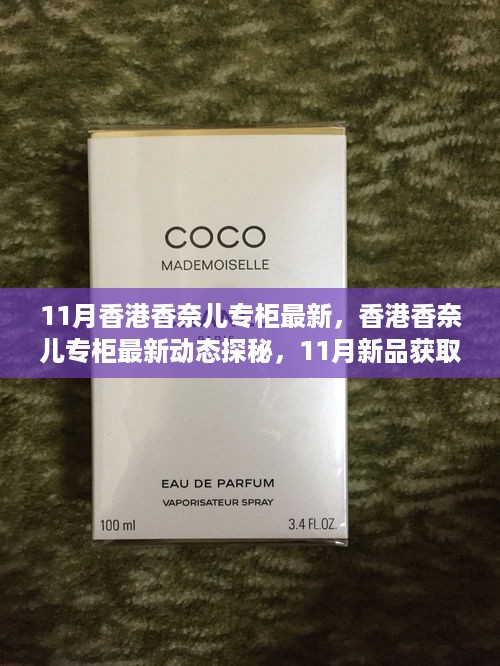 COCO
MADEMOISELLE
11月香港香奈儿专柜最新，香港香奈
儿专柜最新动态探秘，11月新品获取
EAU DE PARFUM
VAPORISATEUR SPRAY
100 ml
3.4 FL.OZ.